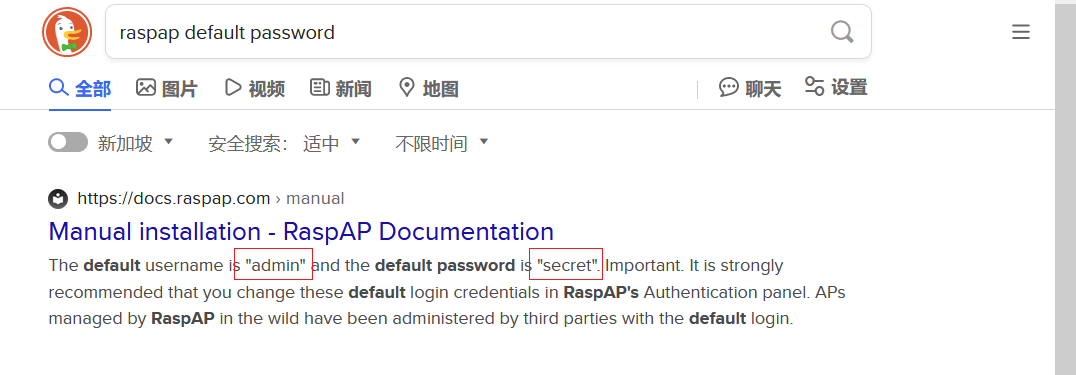 raspap default password
全部 图片 视频 新闻 地图 聊天 设置
新加坡 安全搜索： 适中 不限时间
https://docs.raspap.com › manual
Manual installation - RaspAP Documentation
The default username is "admin" and the default password is "secret". Important. It is strongly
recommended that you change these default login credentials in RaspAP's Authentication panel. APs
managed by RaspAP in the wild have been administered by third parties with the default login.